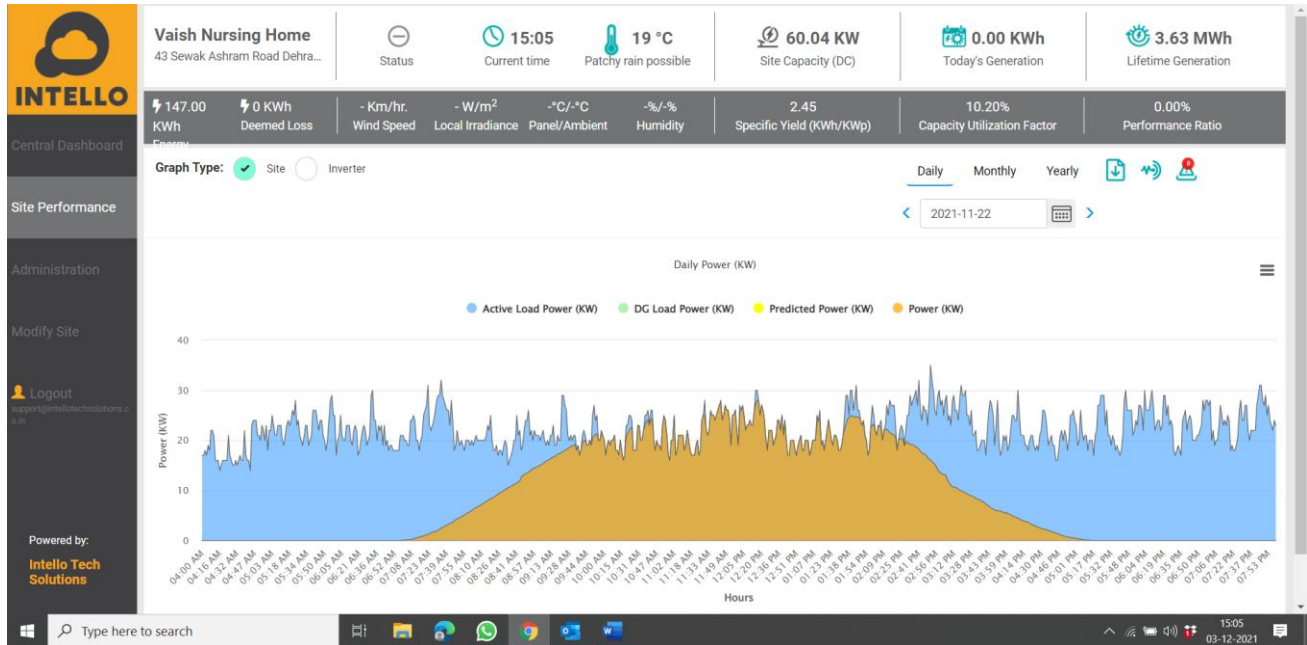 INTELLO
Central Dashboard
Site Performance
Administration
Modify Site
Logout
support@intellotechsolutions.c
o.in
Powered by:
Intello Tech
Solutions
Vaish Nursing Home
43 Sewak Ashram Road Dehra...
Status
15:05
Current time
19 °C
Patchy rain possible
60.04 KW
Site Capacity (DC)
0.00 KWh
Today's Generation
3.63 MWh
Lifetime Generation
147.00
KWh
Energy
0 KWh
Deemed Loss
- Km/hr.
Wind Speed
- W/m²
Local Irradiance
-°C/-°C
Panel/Ambient
-%/-%
Humidity
2.45
Specific Yield (KWh/KWp)
10.20%
Capacity Utilization Factor
0.00%
Performance Ratio
Graph Type: Site Inverter
Daily Monthly Yearly
2021-11-22
Daily Power (KW)
Active Load Power (KW) DG Load Power (KW) Predicted Power (KW) Power (KW)
Power (KW)
40
30
20
10
0
04:00 AM
04:16 AM
04:32 AM
04:47 AM
05:03 AM
05:18 AM
05:34 AM
05:50 AM
06:05 AM
06:21 AM
06:36 AM
06:52 AM
07:08 AM
07:23 AM
07:39 AM
07:55 AM
08:10 AM
08:26 AM
08:41 AM
08:57 AM
09:13 AM
09:28 AM
09:44 AM
10:00 AM
10:15 AM
10:31 AM
10:47 AM
11:02 AM
11:18 AM
11:33 AM
11:49 AM
12:05 PM
12:20 PM
12:36 PM
12:51 PM
01:07 PM
01:23 PM
01:38 PM
01:54 PM
02:09 PM
02:25 PM
02:41 PM
02:56 PM
03:12 PM
03:28 PM
03:43 PM
03:59 PM
04:14 PM
04:30 PM
04:46 PM
05:01 PM
05:17 PM
05:32 PM
05:48 PM
06:04 PM
06:19 PM
06:35 PM
06:50 PM
07:06 PM
07:22 PM
07:37 PM
07:53 PM
Hours
Type here to search
15:05
03-12-2021